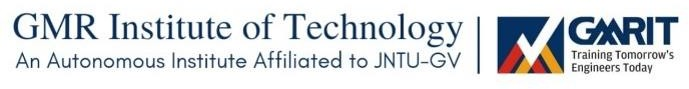 GMR Institute of Technology
An Autonomous Institute Affiliated to JNTU-GV
GMRIT
Training Tomorrow's
Engineers Today